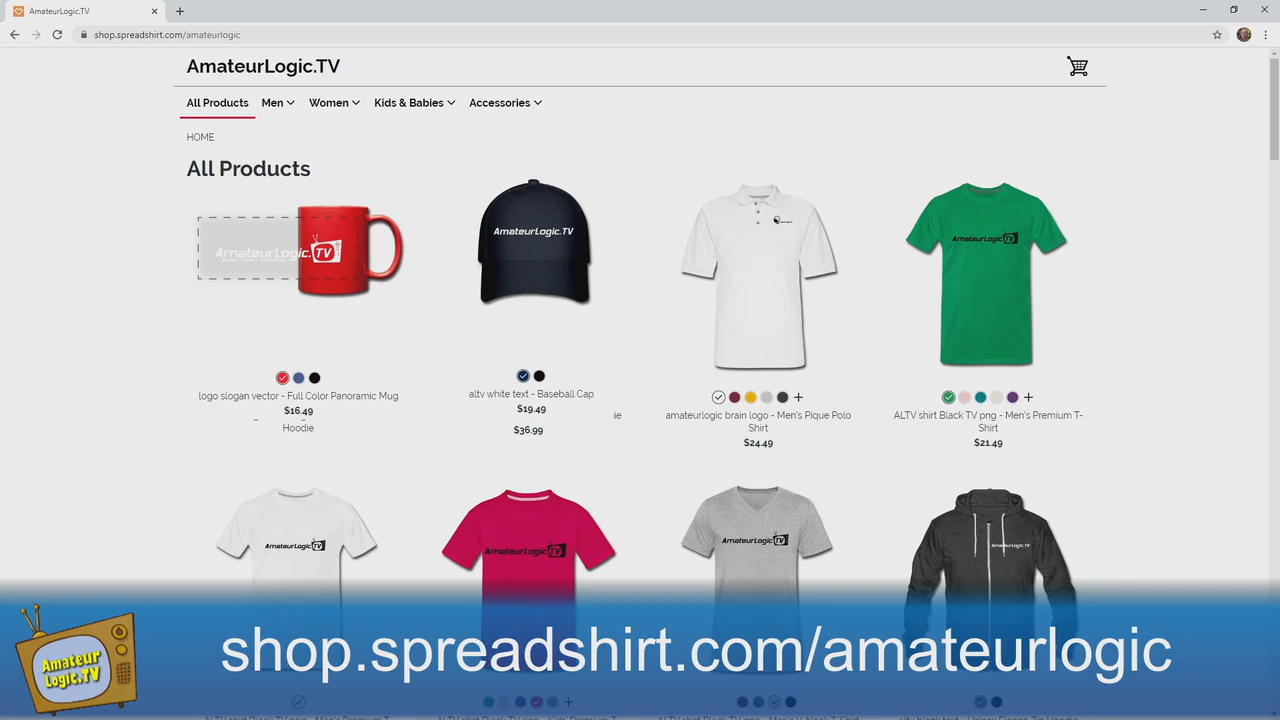 AmateurLogic.TV
shop.spreadshirt.com/amateurlogic
AmateurLogic.TV
All Products
Men
Women
Kids & Babies
Accessories
HOME
All Products
AmateurLogic.TV
AmateurLogic.TV
AmateurLogic.TV
logo slogan vector - Full Color Panoramic Mug
$16.49
Hoodie
altv white text - Baseball Cap
$19.49
$36.99
ie
amateurlogic brain logo - Men's Pique Polo
Shirt
$24.49
ALTV shirt Black TV png - Men's Premium T-
Shirt
$21.49
AmateurLogic.TV
AmateurLogic.TV
AmateurLogic.TV
AmateurLogic.TV
Amateur
Logic.TV
shop.spreadshirt.com/amateurlogic